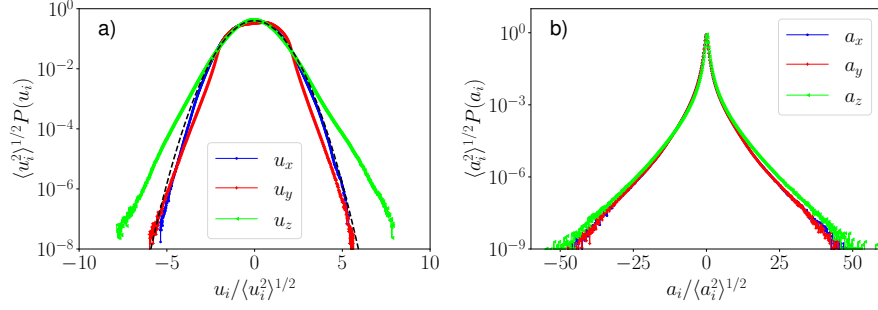 a)
⟨u_i^2⟩^{1/2} P(u_i)
10^0
10^{-2}
10^{-4}
10^{-6}
10^{-8}
u_x
u_y
u_z
−10
−5
0
5
10
u_i/⟨u_i^2⟩^{1/2}
b)
⟨a_i^2⟩^{1/2} P(a_i)
10^0
10^{-3}
10^{-6}
10^{-9}
a_x
a_y
a_z
−50
−25
0
25
50
a_i/⟨a_i^2⟩^{1/2}